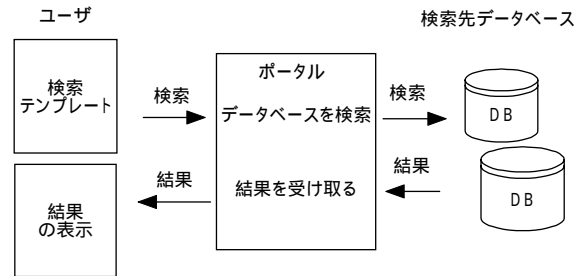 ユーザ
検索先データベース
検索
テンプレート
検索
ポータル
データベースを検索
検索
DB
結果
の表示
結果
結果を受け取る
結果
DB